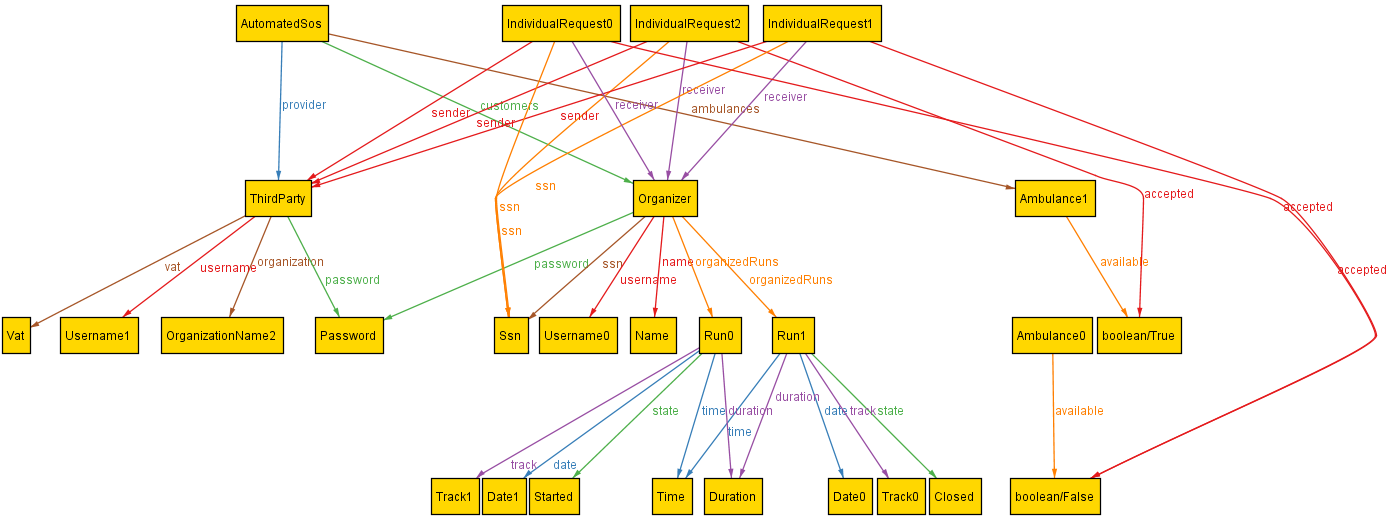 AutomatedSos
IndividualRequest0
IndividualRequest2
IndividualRequest1
provider
customers
sender
sender
sender
receiver
receiver
receiver
ambulances
ThirdParty
ssn
ssn
ssn
Organizer
Ambulance1
accepted
accepted
accepted
vat
username
organization
password
password
ssn
username
name
organizedRuns
organizedRuns
available
Vat
Username1
OrganizationName2
Password
Ssn
Username0
Name
Run0
Run1
Ambulance0
boolean/True
track
date
state
time
duration
time
duration
date
track
state
available
Track1
Date1
Started
Time
Duration
Date0
Track0
Closed
boolean/False